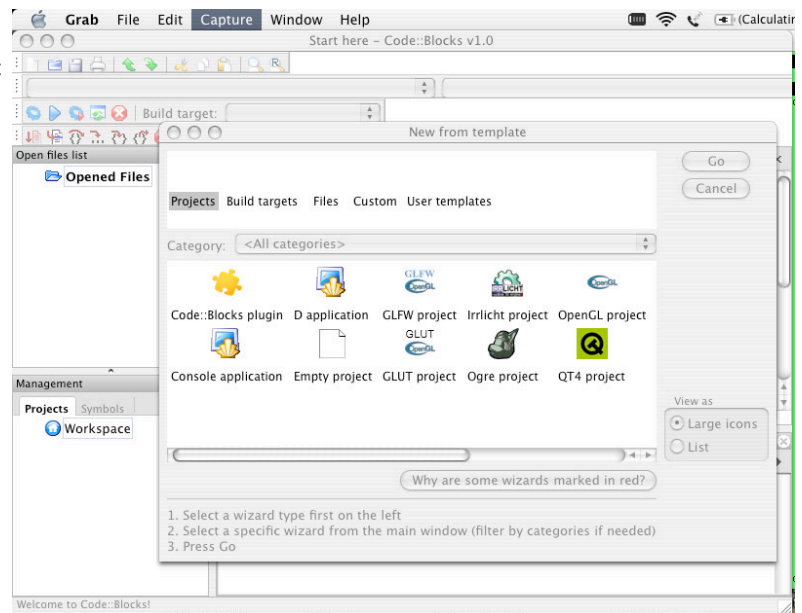 Grab File Edit Capture Window Help (Calculatin
Start here – Code::Blocks v1.0
Build target:
New from template
Open files list
Opened Files
Go
Cancel
Projects Build targets Files Custom User templates
Category: <All categories>
GLFW OpenGL IRRLICHT OpenGL
Code::Blocks plugin D application GLFW project Irrlicht project OpenGL project
GLUT OpenGL
Console application Empty project GLUT project Ogre project QT4 project
Management
Projects Symbols
Workspace
View as
Large icons
List
Why are some wizards marked in red?
1. Select a wizard type first on the left
2. Select a specific wizard from the main window (filter by categories if needed)
3. Press Go
Welcome to Code::Blocks!